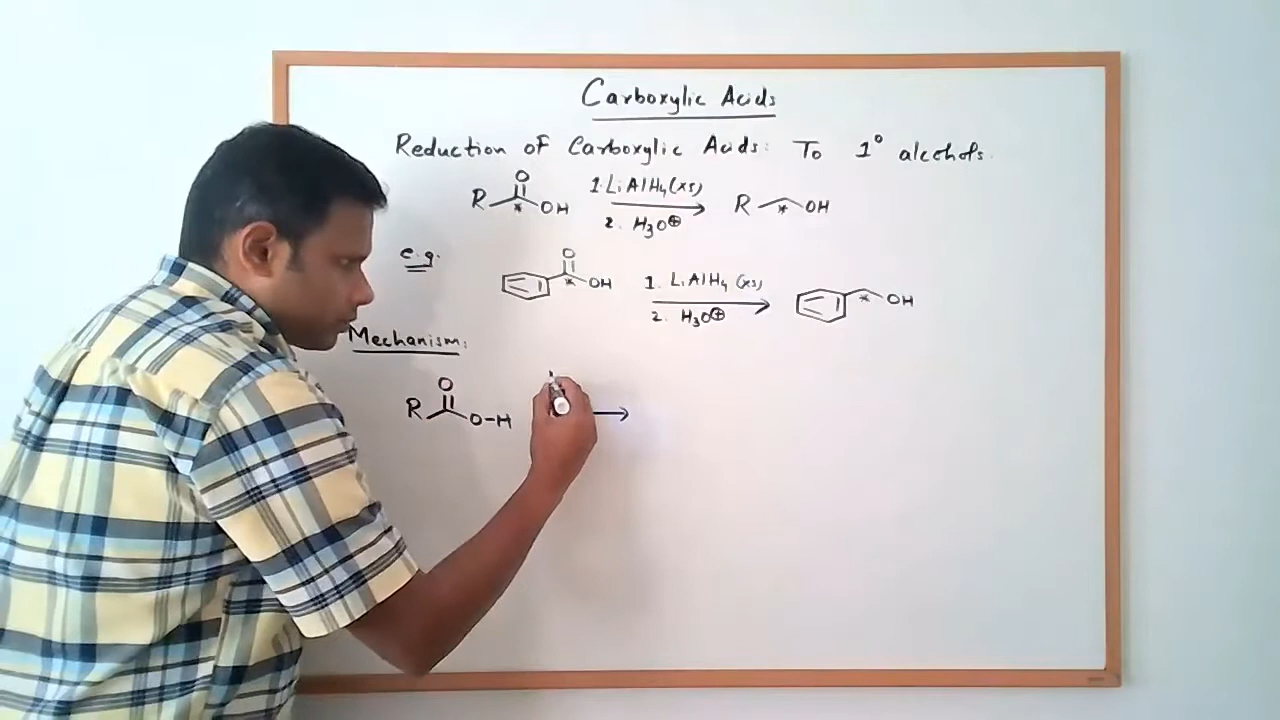 Carboxylic Acids
Reduction of Carboxylic Acids: To 1° alcohols.
R O * OH 1. LiAlH4 (xs) 2. H3O⊕ R * OH
e.g. O * OH 1. LiAlH4 (xs) 2. H3O⊕ * OH
Mechanism:
R O O-H